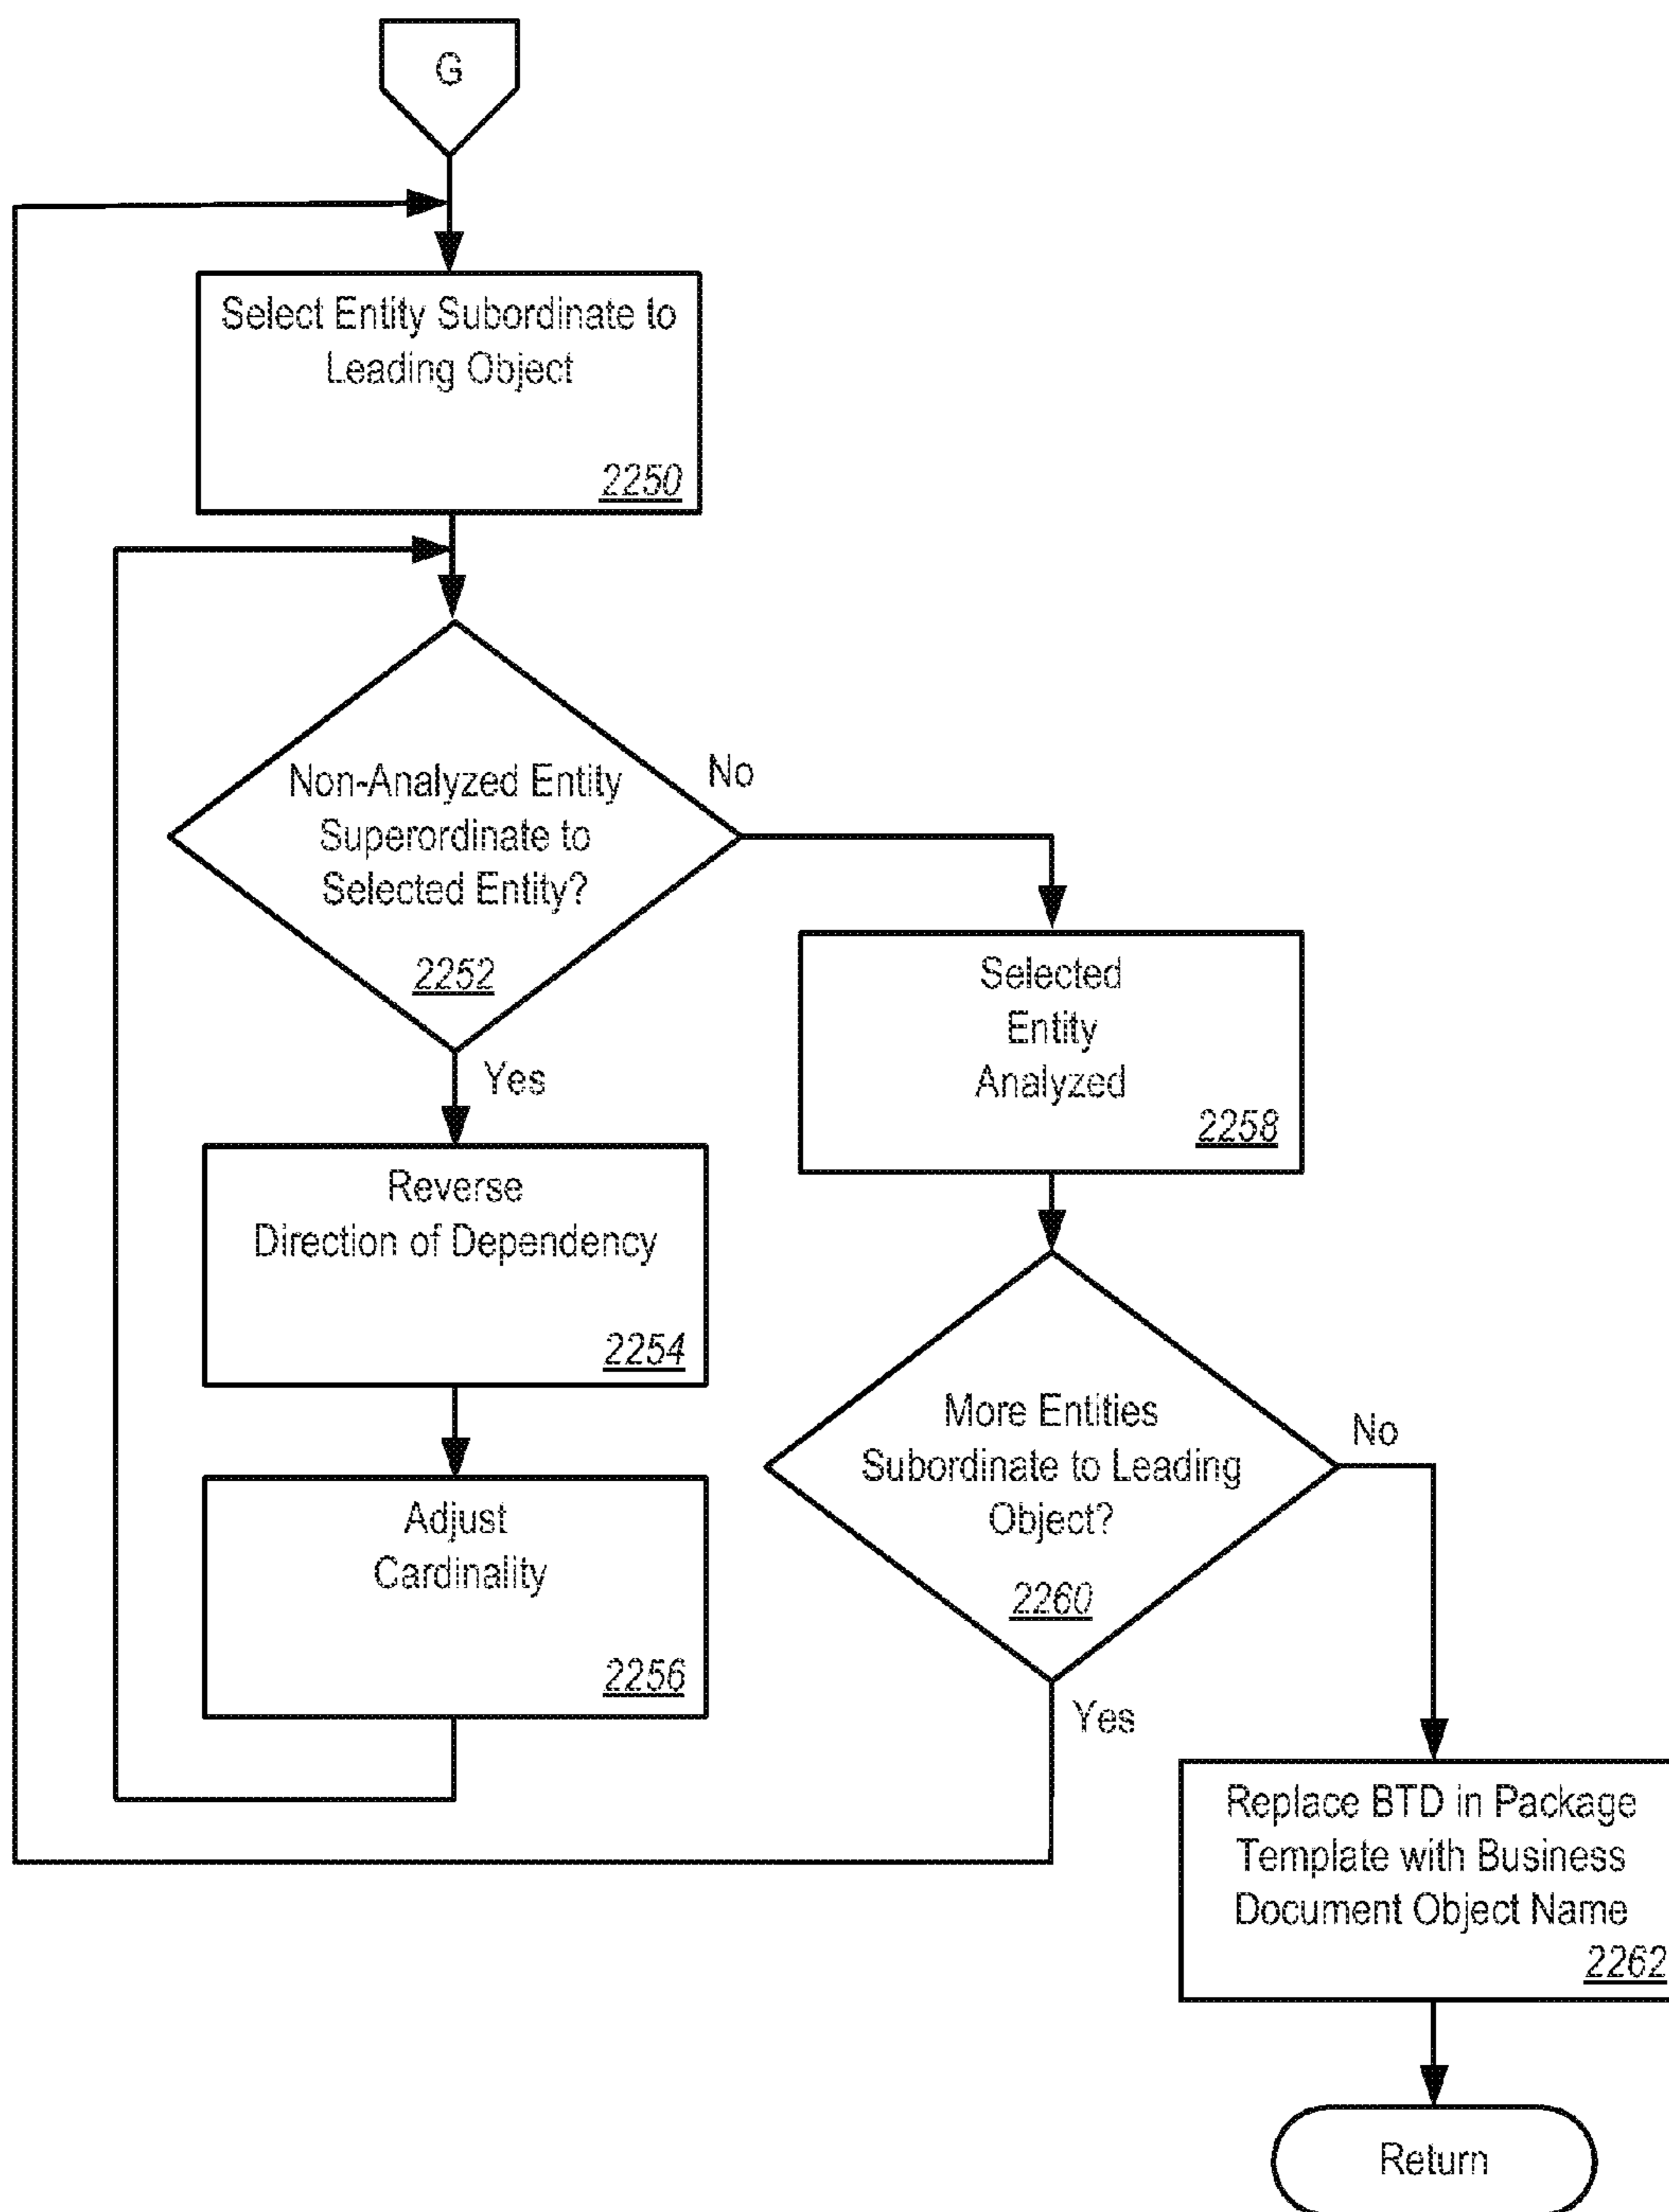 G
Select Entity Subordinate to
Leading Object
2250
Non-Analyzed Entity
Superordinate to
Selected Entity?
2252
No
Yes
Reverse
Direction of Dependency
2254
Adjust
Cardinality
2256
Selected
Entity
Analyzed
2258
More Entities
Subordinate to Leading
Object?
2260
No
Yes
Replace BTD in Package
Template with Business
Document Object Name
2262
Return